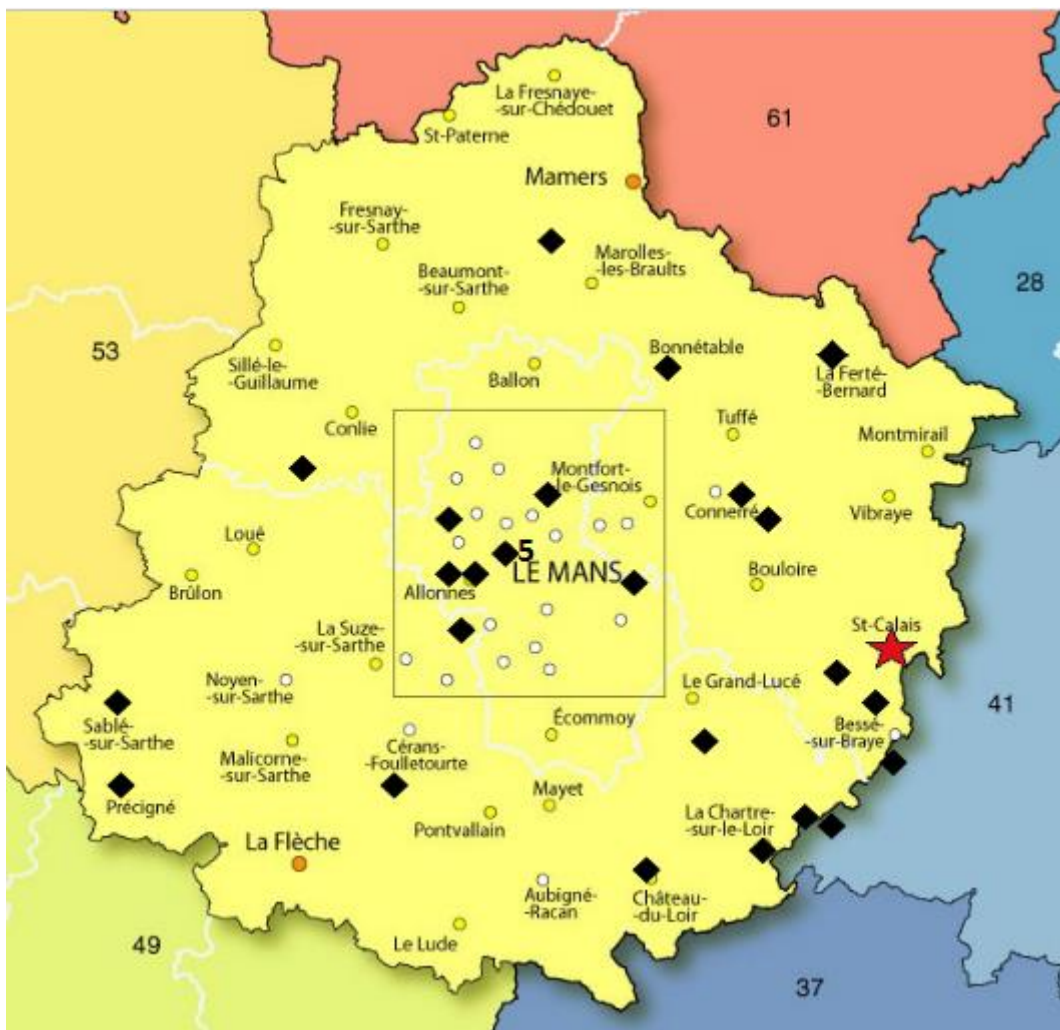 La Fresnaye-
-sur-Chédouet
61
St-Paterne
Mamers
Fresnay-
-sur-Sarthe
Marolles-
-les-Braults
Beaumont-
-sur-Sarthe
28
53
Bonnétable
Sillé-le-
-Guillaume
Ballon
La Ferté-
-Bernard
Conlie
Tuffé
Montmirail
Montfort-
-le-Gesnois
Connerré
Vibraye
Loué
5
LE MANS
Bouloire
Brûlon
Allonnes
St-Calais
La Suze-
-sur-Sarthe
Noyen-
-sur-Sarthe
Le Grand-Lucé
41
Sablé-
-sur-Sarthe
Écommoy
Bessé-
-sur-Braye
Malicorne-
-sur-Sarthe
Cérans-
-Foulletourte
Précigné
Mayet
La Chartre-
-sur-le-Loir
Pontvallain
La Flèche
Aubigné-
-Racan
Château-
-du-Loir
Le Lude
49
37